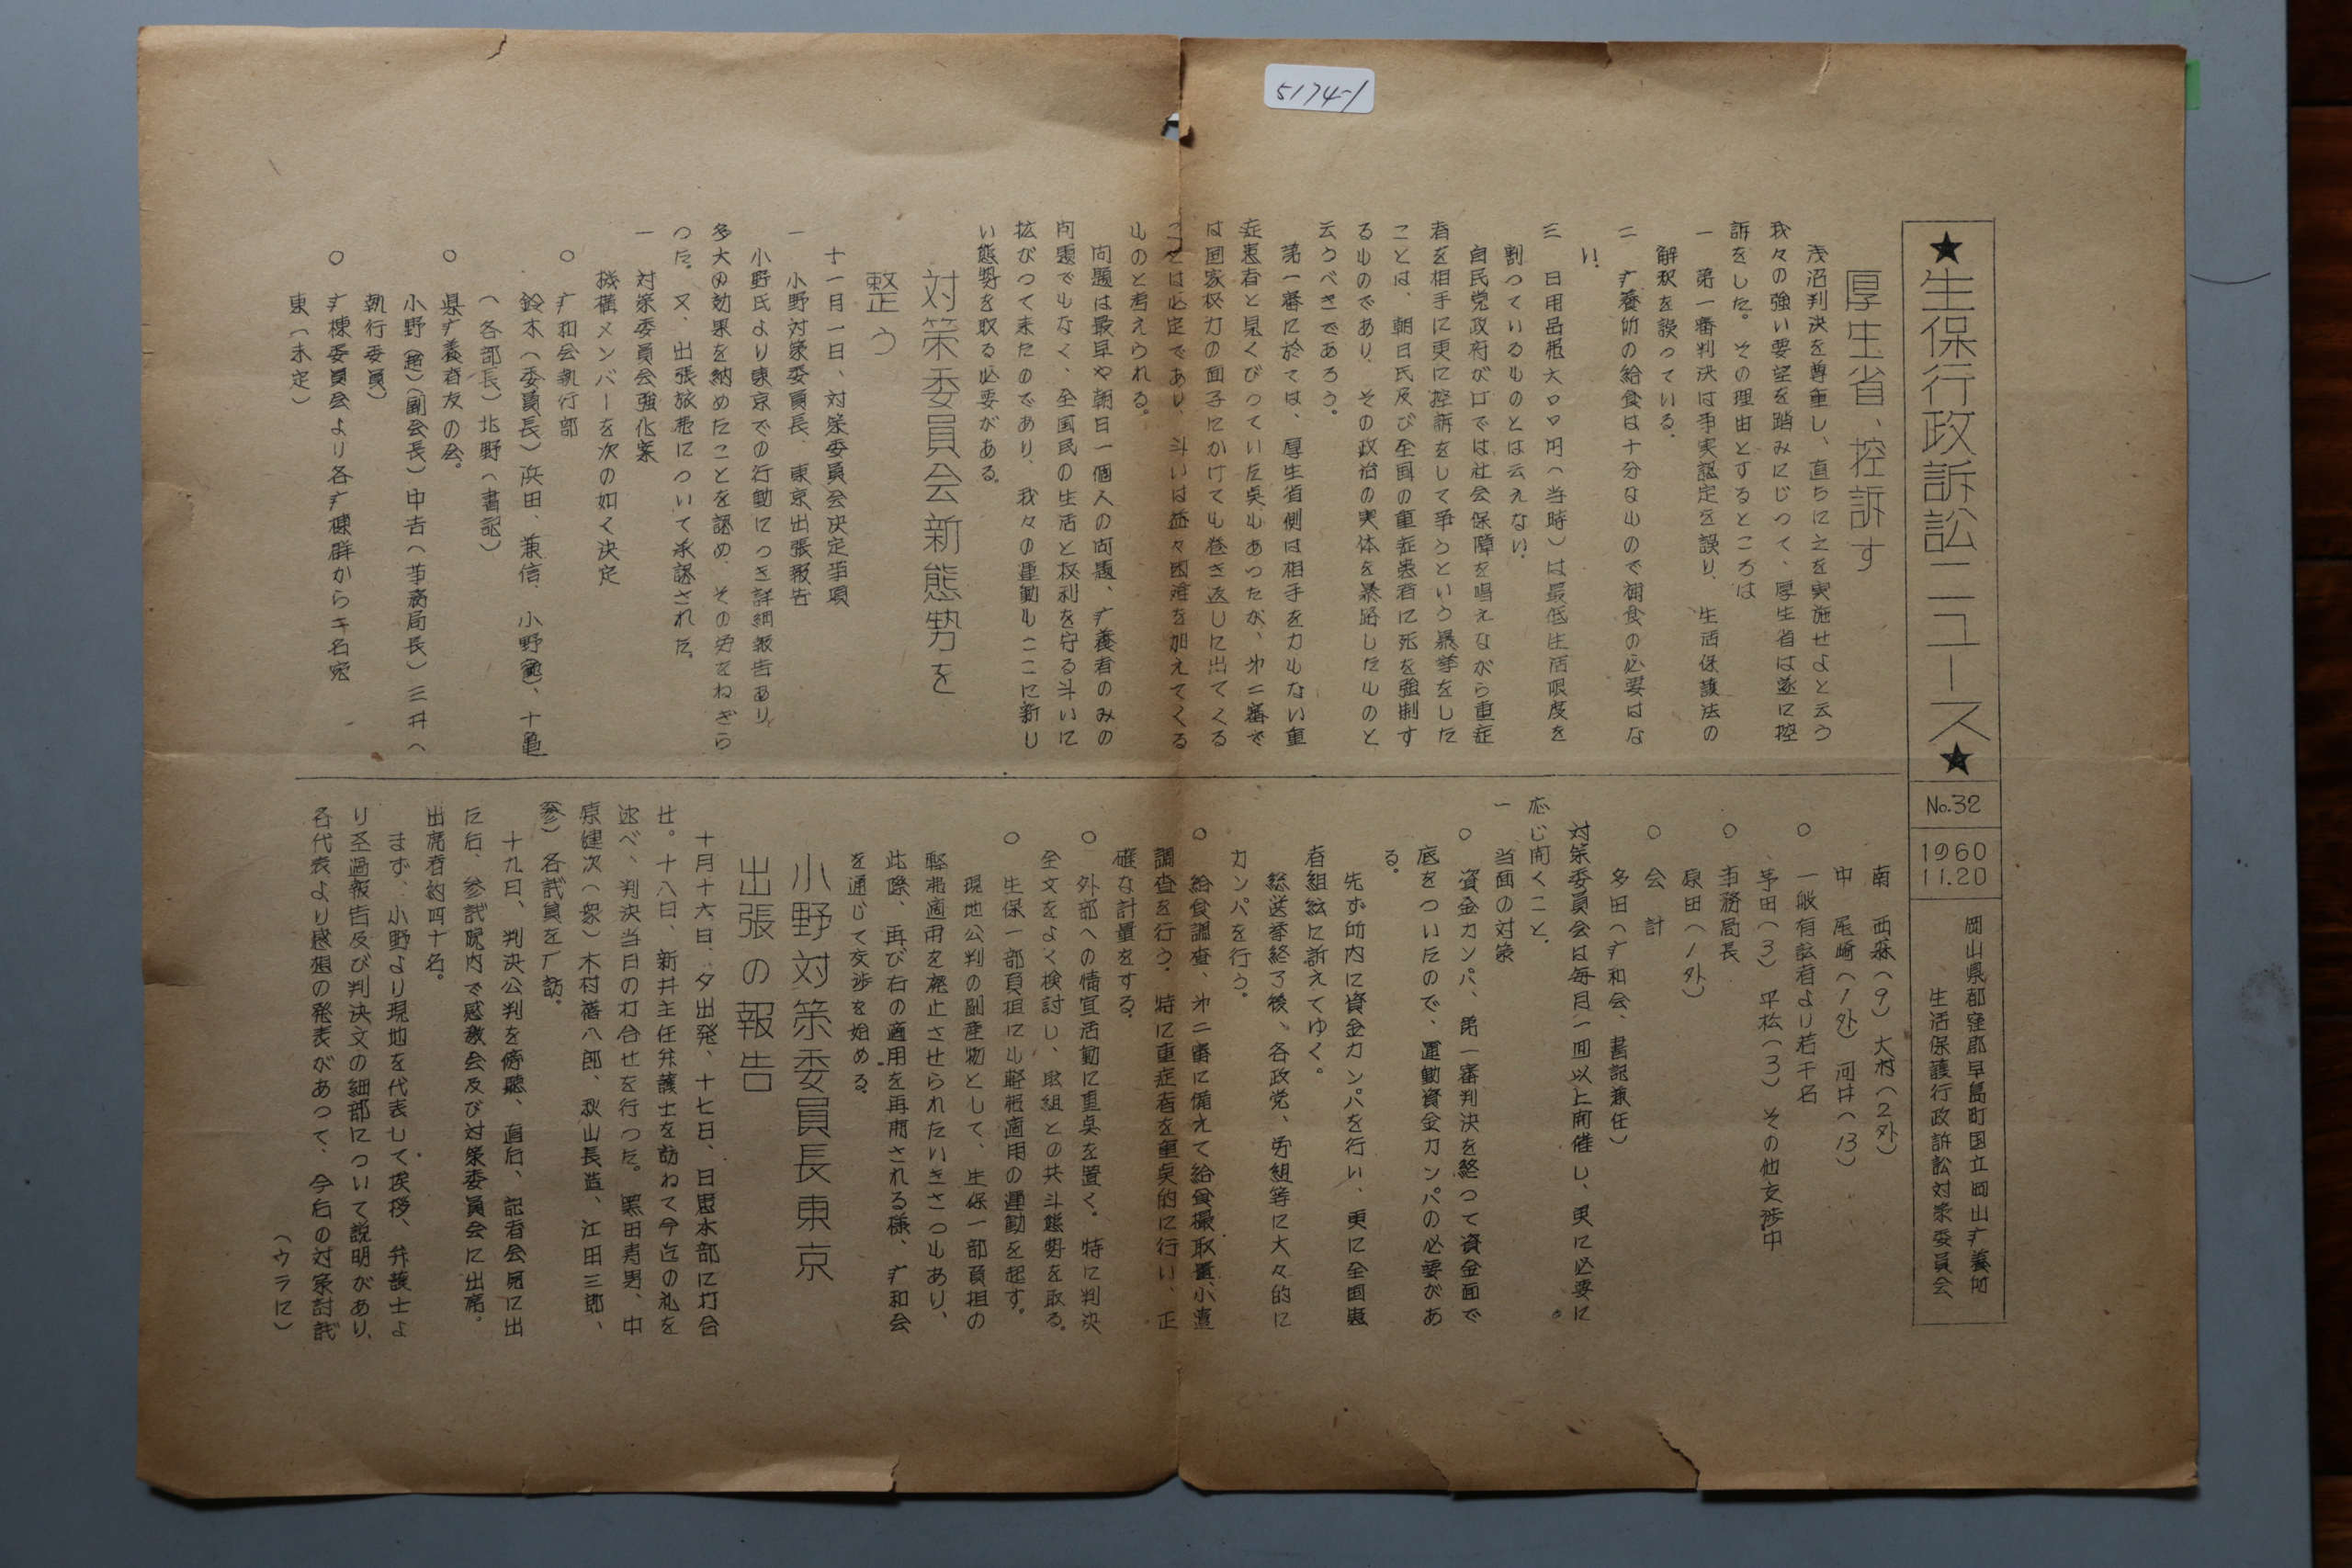 5174-1
★生保行政訴訟ニュース★
No.32
1960
11.20
岡山県都窪郡早島町国立岡山疒養所
生活保護行政訴訟対策委員会
厚生省、控訴す
浅沼判決を尊重し、直ちに之を実施せよと云う
我々の強い要望を踏みにじって、厚生省は遂に控
訴をした。その理由とするところは
一　第一審判決は事実認定を誤り、生活保護法の
解釈を誤っている。
二　疒養所の給食は十分なもので補食の必要はな
い。
三　日用品費六〇〇円（当時）は最低生活限度を
割っているものとは云えない。
自民党政府が口では社会保障を唱えながら重症
者を相手に更に控訴をして争うという暴挙をした
ことは、朝日氏及び全国の重症患者に死を強制す
るものであり、その政治の実体を暴露したものと
云うべきであろう。
第一審に於ては、厚生省側は相手を力もない重
症患者と見くびっていた点もあったが、第二審で
は国家权力の面子にかけても巻き返しに出てくる
ことは必定であり、斗いは益々困難を加えてくる
ものと考えられる。
問題は最早や朝日一個人の問題、疒養者のみの
問題でもなく、全国民の生活と权利を守る斗いに
拡がって来たのであり、我々の運動もここに新し
い態勢を取る必要がある。
対策委員会新態勢を
整う
十一月一日、対策委員会決定事項
一　小野対策委員長、東京出張報告
小野氏より東京での行動につき詳細報告あり、
多大の効果を納めたことを認め、その労をねぎら
った。又、出張旅費について承認された。
一　対策委員会強化案
機構メンバーを次の如く決定
○　疒和会執行部
鈴木（委員長）浜田、兼信、小野、十亀
（各部長）北野（書記）
○　県疒養者友の会。
小野（副会長）中吉（事務局長）三井（
執行委員）
○　疒棟委員会より各疒棟群から二名宛
東（未定）
南　西森（9）大村（2外）
中　尾崎（1外）河井（13）
○　一般有訟者より若干名
芋田（3）平松（3）その他交渉中
○　事務局長
原田（1外）
○　会　計
多田（疒和会、書記兼任）
対策委員会は毎月一回以上開催し、更に必要に
応じ開くこと。
一　当面の対策
○　資金カンパ、第一審判決を終って資金面で
底をついたので、運動資金カンパの必要があ
る。
先ず所内に資金カンパを行い、更に全国患
者組紘に訴えてゆく。
総送挙終了後、各政党、労組等に大々的に
カンパを行う。
○　給食調査、第二審に備えて給食撮取量、小遣
調査を行う。特に重症者を重点的に行い、正
確な計量をする。
○　外部への情宣活動に重点を置く。特に判決
全文をよく検討し、民組との共斗態勢を取る。
○　生保一部負担にも軽費適用の運動を起す。
現地公判の副産物として、生保一部負担の
軽費適用を廃止させられたいきさつもあり、
此際、再び右の適用を再開される様、疒和会
を通じて交渉を始める。
小野対策委員長東京
出張の報告
十月十六日、夕出発、十七日、日患本部に打合
せ。十八日、新井主任弁護士を訪ねて今迄の礼を
述べ、判決当日の打合せを行った。黒田寿男、中
原健次（衆）木村禧八郎、秋山長造、江田三郎、
（参）各試員を厂訪。
十九日、判決公判を傍聴、直后、記者会見に出
た后、参試院内で感激会及び対策委員会に出席。
出席者約四十名。
まず、小野より現地を代表して挨拶、弁護士よ
り圣過報告及び判決文の細部について説明があり、
各代表より感想の発表があって、今后の対策討試
（ウラに）